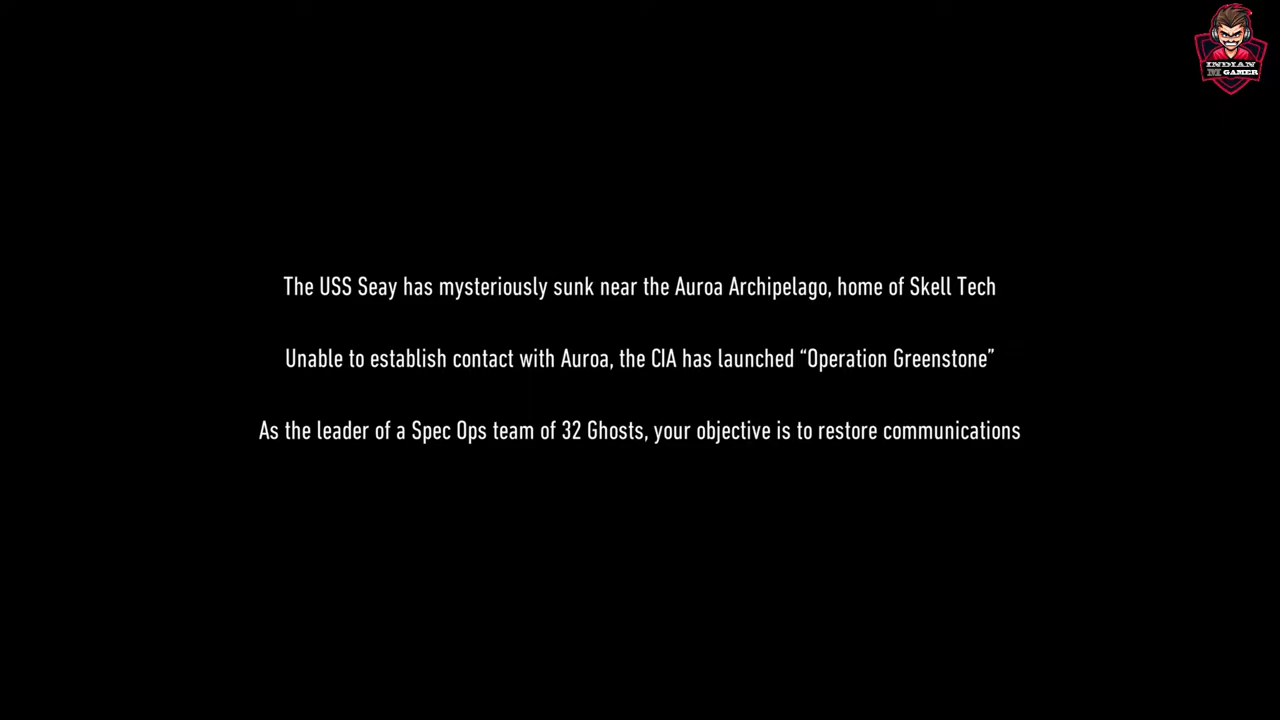 INDIAN
M GAMER
The USS Seay has mysteriously sunk near the Auroa Archipelago, home of Skell Tech
Unable to establish contact with Auroa, the CIA has launched “Operation Greenstone”
As the leader of a Spec Ops team of 32 Ghosts, your objective is to restore communications